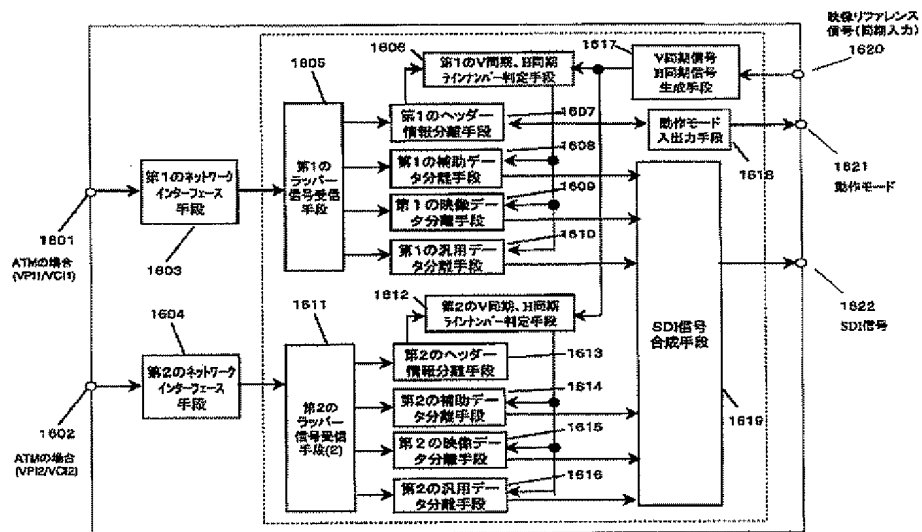 映像リファレンス
信号(同期入力)
1620
1617
V同期信号
H同期信号
生成手段
1606
第1のV同期、H同期
ラインナンバー判定手段
1605
第1の
ラッパー
信号受信
手段
第1のヘッダー
情報分離手段
1607
動作モード
入出力手段
1618
1621
動作モード
第1の補助デー
タ分離手段
1608
第1の映像デー
タ分離手段
1609
第1の汎用デー
タ分離手段
1610
第1のネットワーク
インターフェース
手段
1603
1601
ATMの場合
(VPI1/VCI1)
1622
SDI信号
SDI信号
合成手段
1619
1612
第2のV同期、H同期
ラインナンバー判定手段
1611
第2の
ラッパー
信号受信
手段(2)
第2のヘッダー
情報分離手段
1613
第2の補助デー
タ分離手段
1614
第2の映像デー
タ分離手段
1615
第2の汎用デー
タ分離手段
1616
1604
第2のネットワーク
インターフェース
手段
1602
ATMの場合
(VPI2/VCI2)